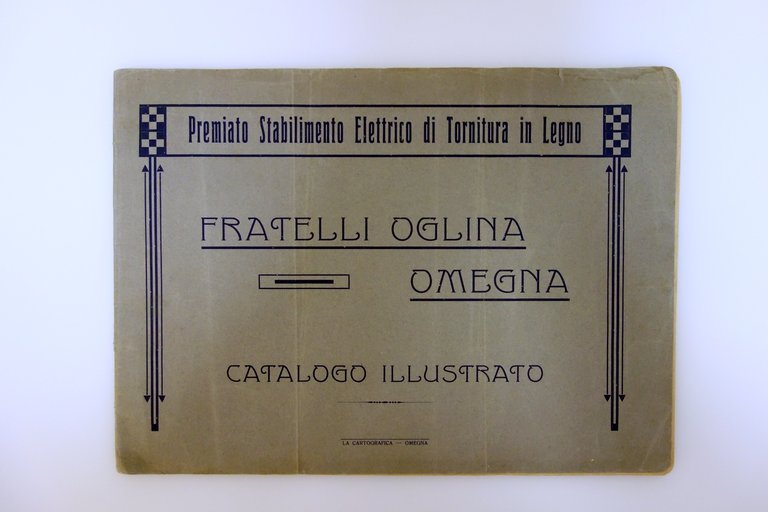 Premiato Stabilimento Elettrico di Tornitura in Legno
FRATELLI OGLINA
OMEGNA
CATALOGO ILLUSTRATO
LA CARTOGRAFICA — OMEGNA